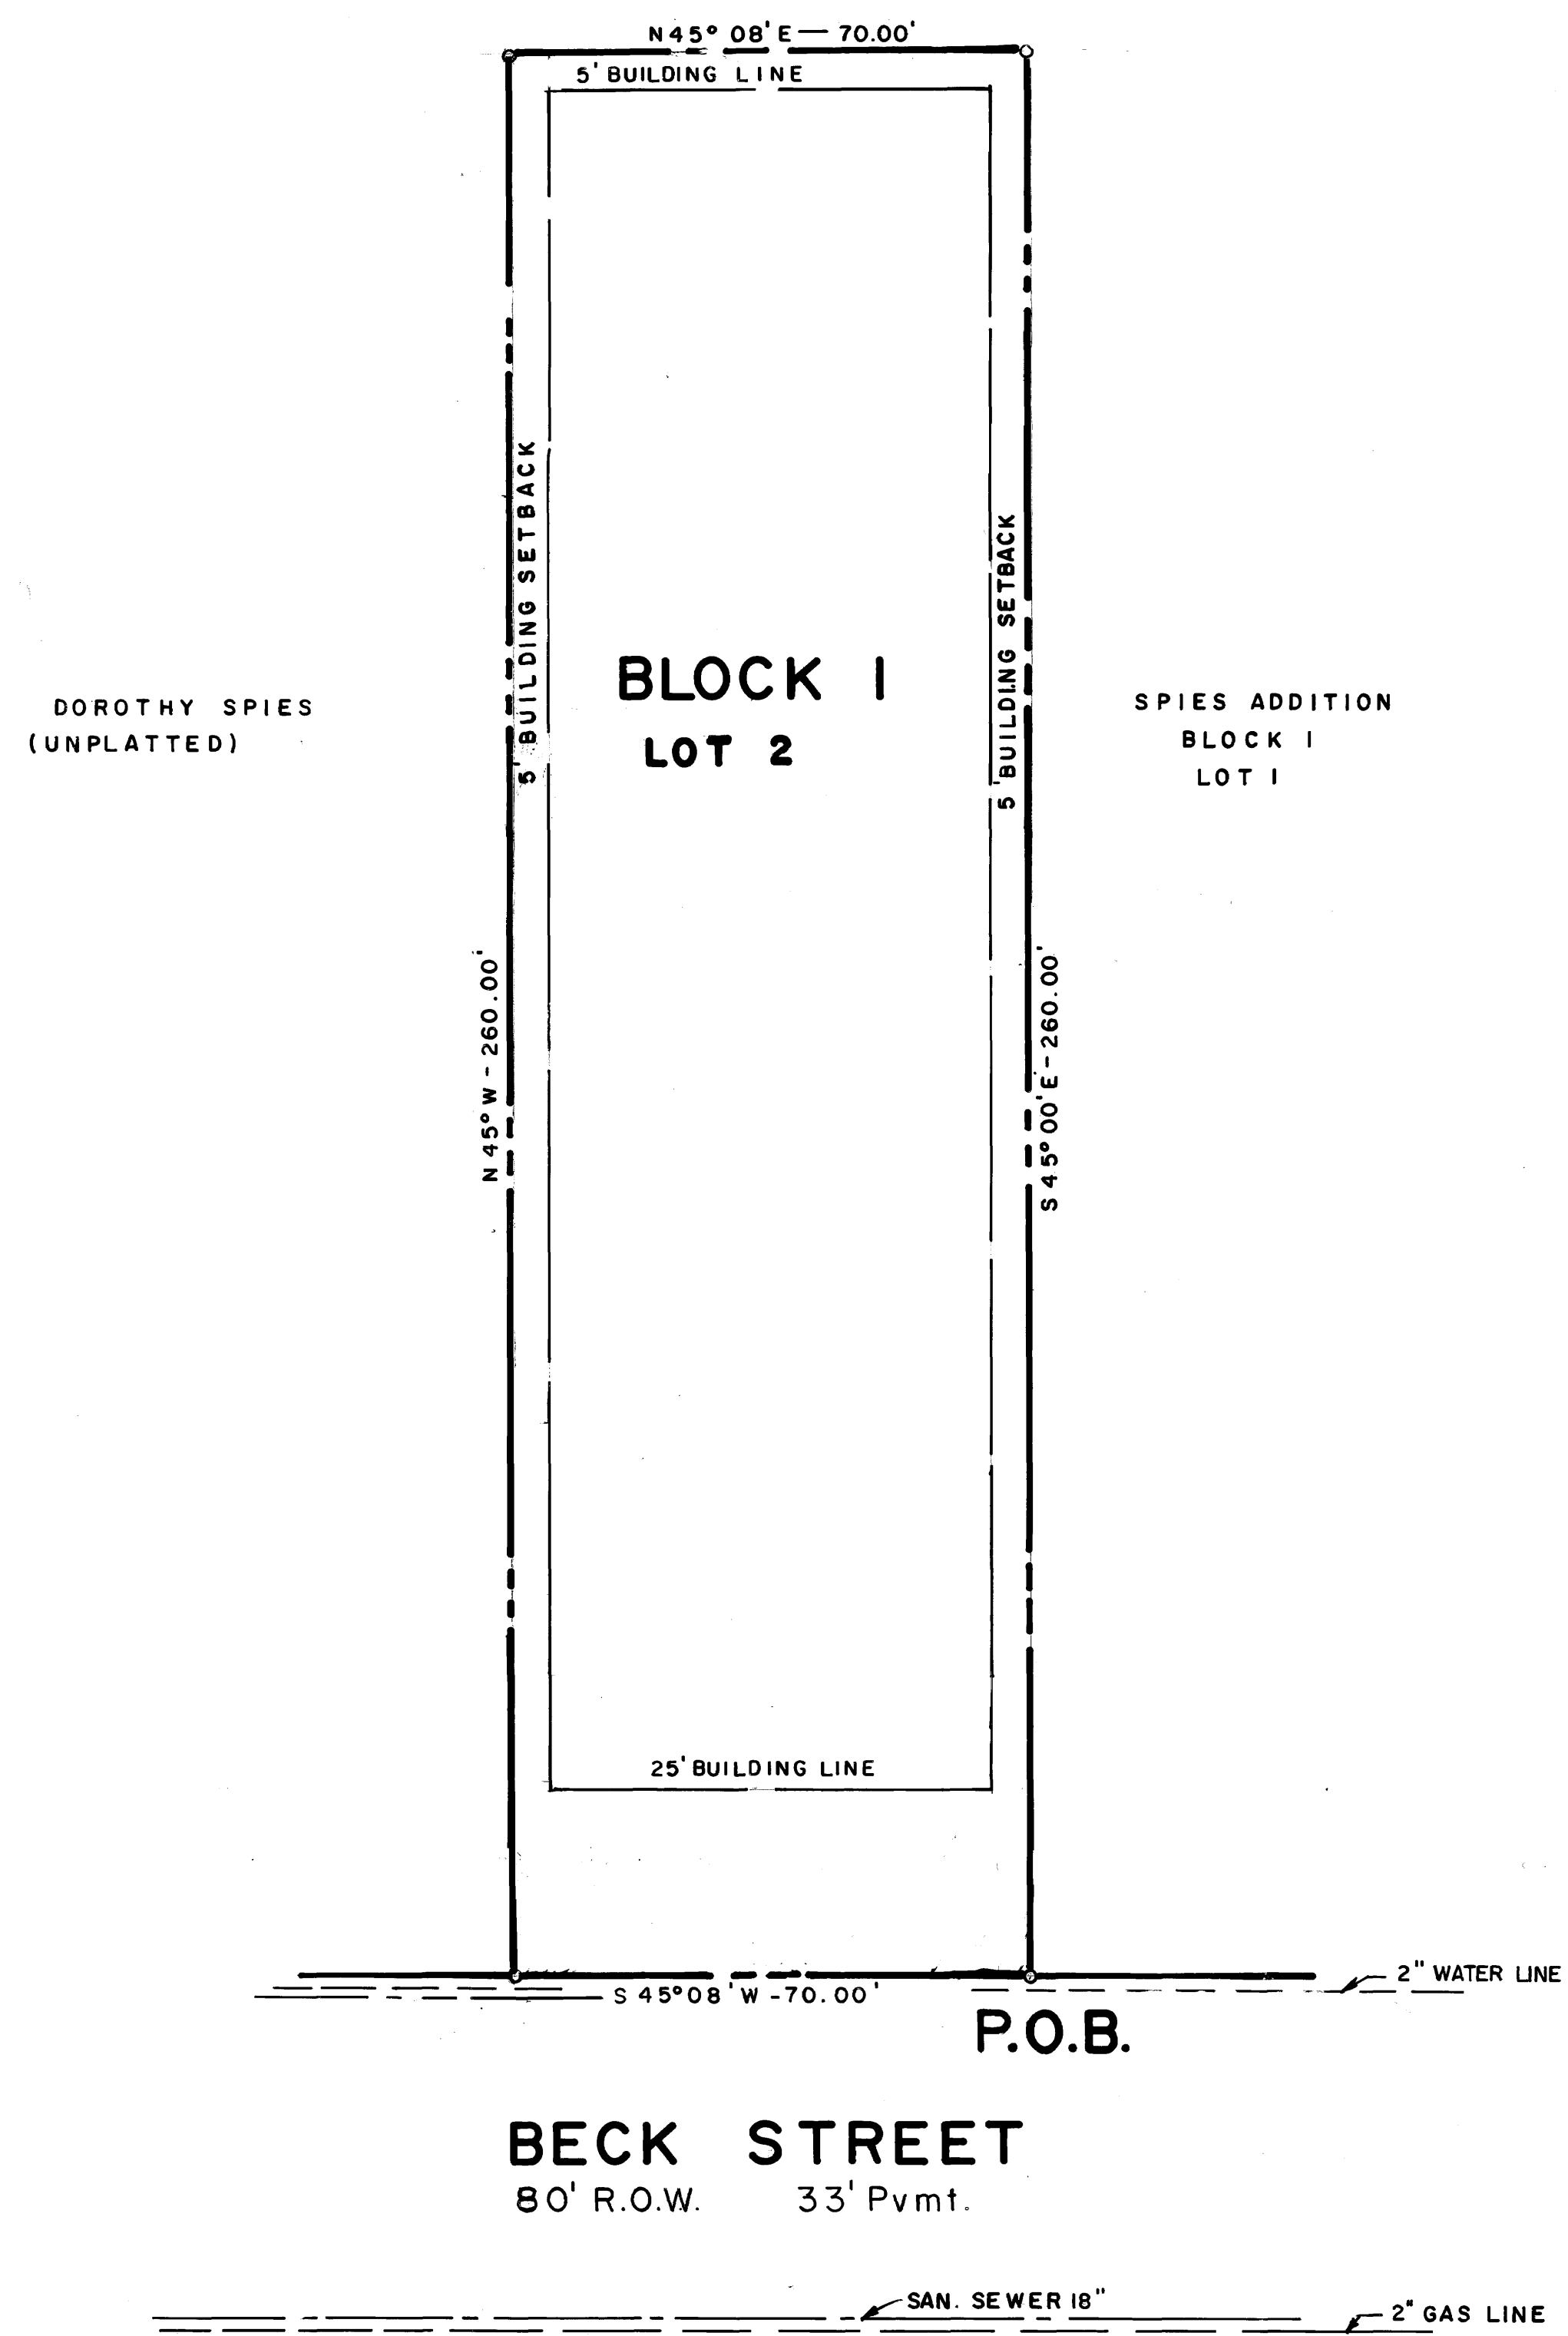 N 45° 08' E — 70.00'
5' BUILDING LINE
5' BUILDING SETBACK
5' BUILDING SETBACK
BLOCK 1
LOT 2
DOROTHY SPIES
(UNPLATTED)
SPIES ADDITION
BLOCK 1
LOT 1
N 45° W - 260.00'
S 45° 00' E - 260.00'
25' BUILDING LINE
S 45° 08' W - 70.00'
2" WATER LINE
P.O.B.
BECK STREET
80' R.O.W. 33' Pvmt.
SAN. SEWER 18"
2" GAS LINE